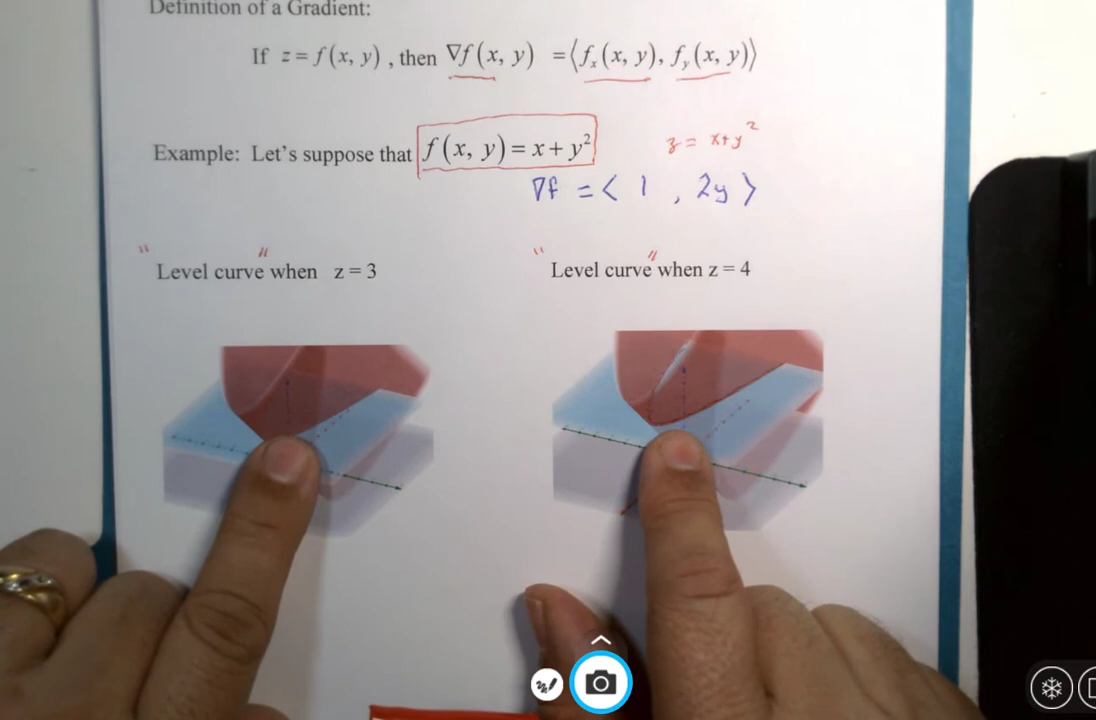 Definition of a Gradient:
If z = f(x, y) , then ∇f(x, y) = ⟨fₓ(x, y), f_y(x, y)⟩
Example: Let's suppose that f(x, y) = x + y² z = x + y²
∇f = < 1 , 2y >
"Level curve" when z = 3 "Level curve" when z = 4